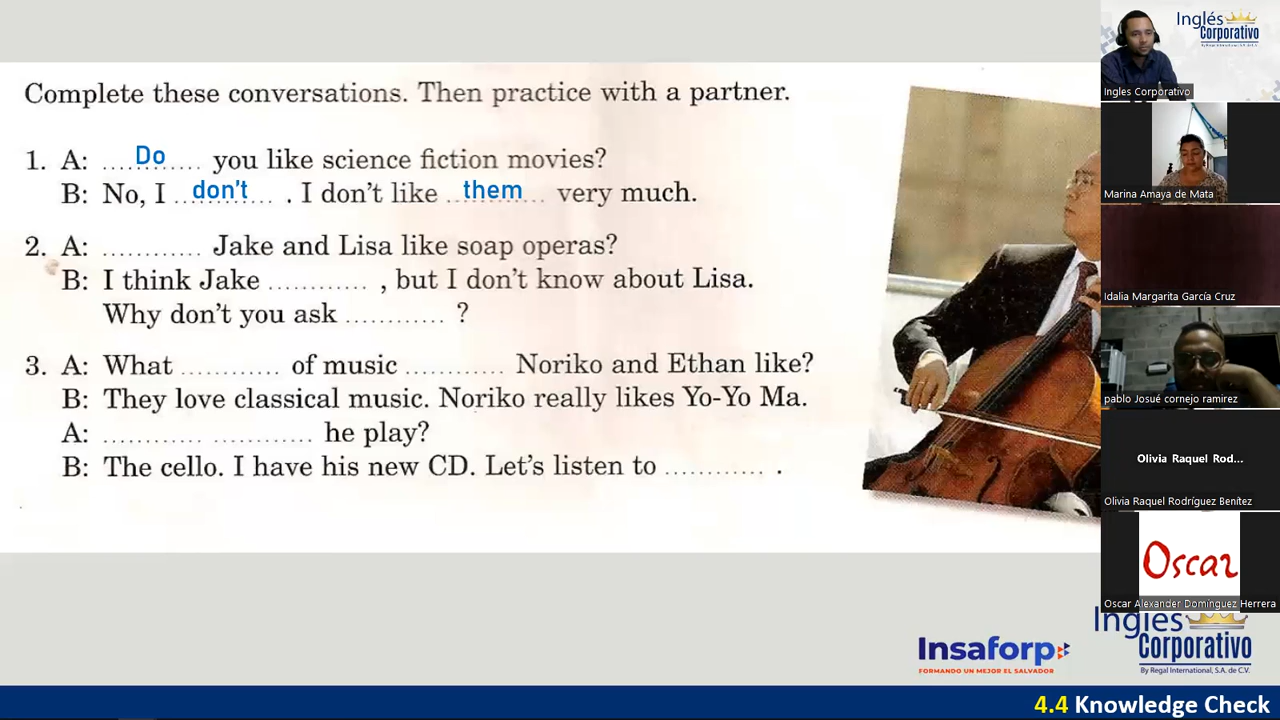 Complete these conversations. Then practice with a partner.
1. A: .....Do..... you like science fiction movies?
B: No, I ...don't... . I don't like ...them... very much.
2. A: ............ Jake and Lisa like soap operas?
B: I think Jake ............ , but I don't know about Lisa.
Why don't you ask ............ ?
3. A: What ............ of music ............ Noriko and Ethan like?
B: They love classical music. Noriko really likes Yo-Yo Ma.
A: ............ ............ he play?
B: The cello. I have his new CD. Let's listen to ............ .
Inglés
Corporativo
By Regal International, S.A. de C.V.
Ingles Corporativo
Marina Amaya de Mata
Idalia Margarita García Cruz
pablo Josué cornejo ramirez
Olivia Raquel Rod...
Olivia Raquel Rodríguez Benítez
Oscar
Oscar Alexander Domínguez Herrera
Insaforp
FORMANDO UN MEJOR EL SALVADOR
Inglés
Corporativo
By Regal International, S.A. de C.V.
4.4 Knowledge Check